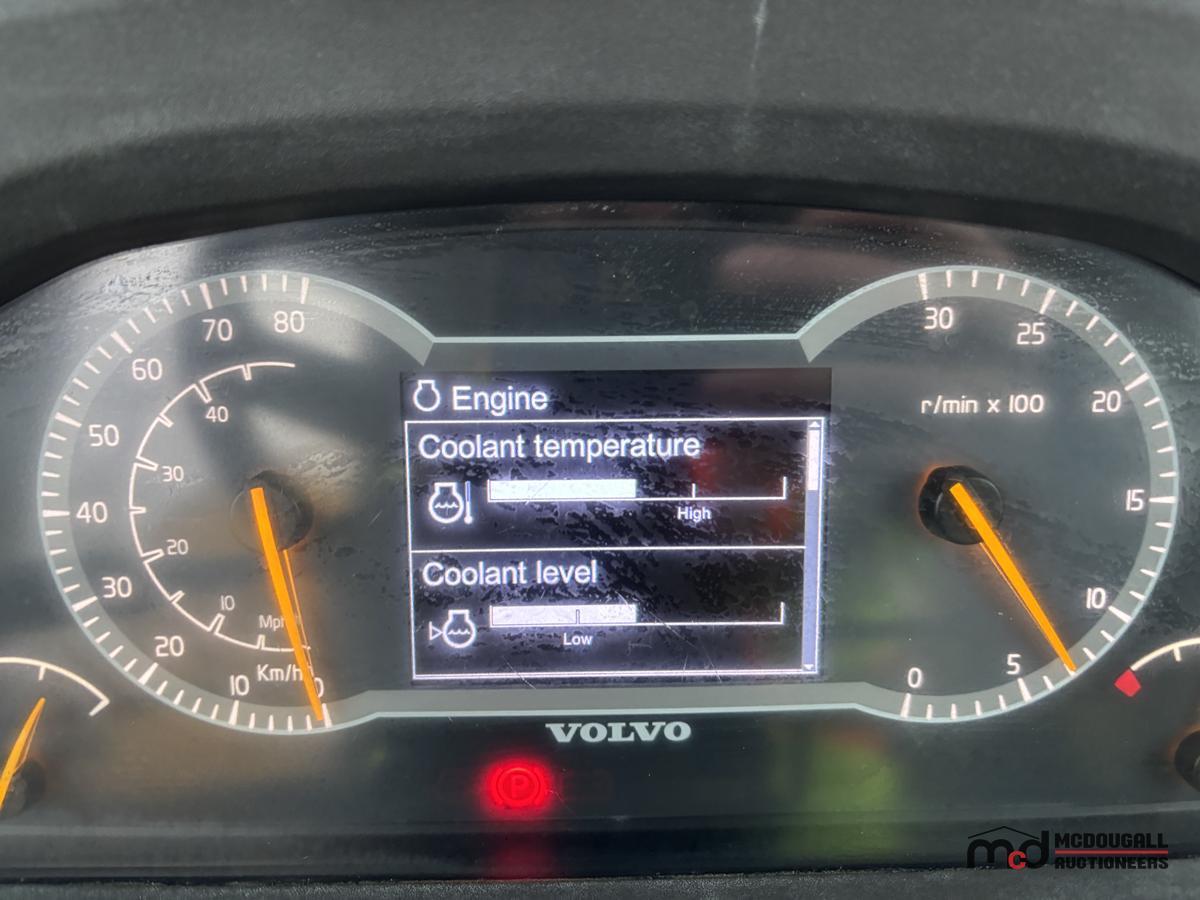 80
70
60
50
40
30
20
10
40
30
20
10
Mph
Km/h
0
Engine
Coolant temperature
High
Coolant level
Low
30
25
r/min x 100
20
15
10
5
0
VOLVO
P
mcd MCDOUGALL
AUCTIONEERS